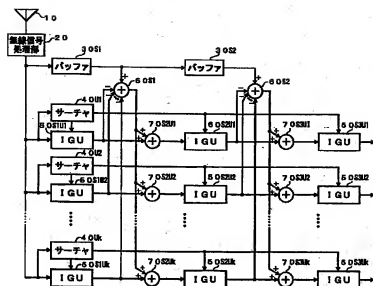 10
20
無線信号
処理部
30S1
30S2
バッファ
バッファ
60S1
60S2
40U1
サーチャ
50S1U1
70S2U1
50S2U1
70S3U1
50S3U1
IGU
IGU
IGU
40U2
サーチャ
50S1U2
70S2U2
50S2U2
70S3U2
50S3U2
IGU
IGU
IGU
40Uk
サーチャ
50S1Uk
70S2Uk
50S2Uk
70S3Uk
50S3Uk
IGU
IGU
IGU